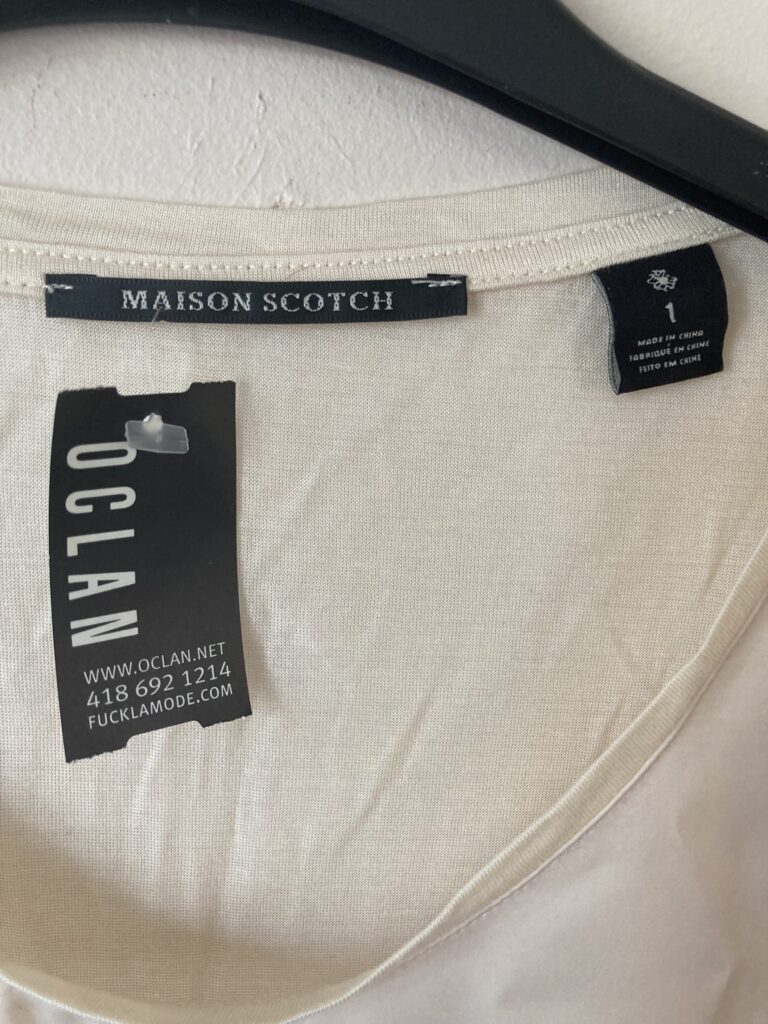 MAISON SCOTCH
1
MADE IN CHINA
FABRIQUÉ EN CHINE
FEITO EM CHINE
OCLAN
WWW.OCLAN.NET
418 692 1214
FUCKLAMODE.COM